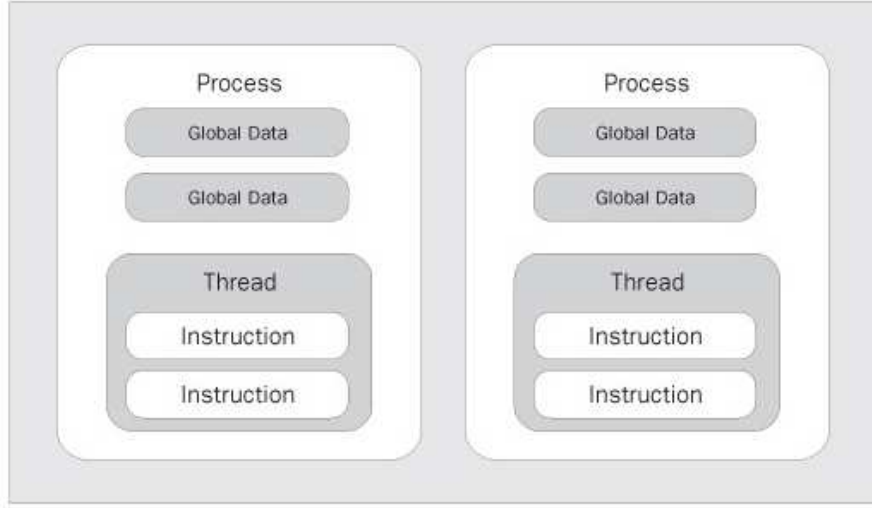 Process
Global Data
Global Data
Thread
Instruction
Instruction
Process
Global Data
Global Data
Thread
Instruction
Instruction